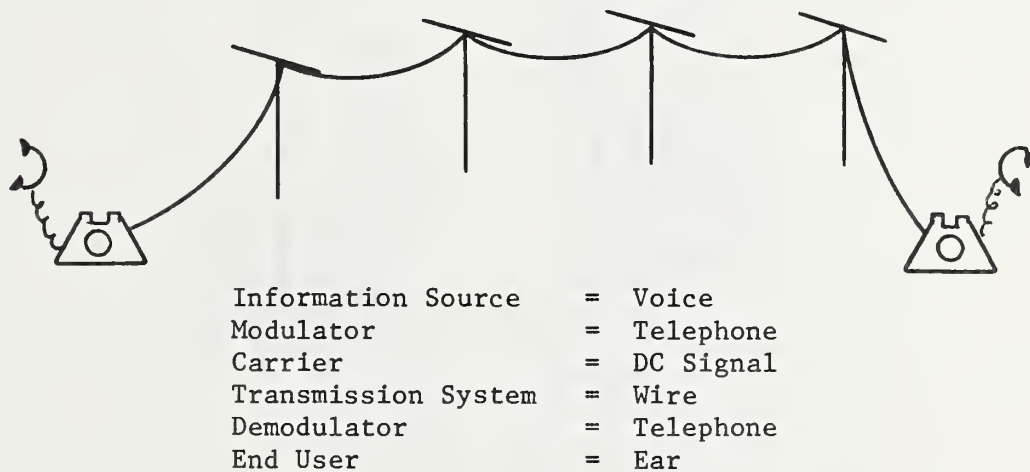 Information Source = Voice
Modulator = Telephone
Carrier = DC Signal
Transmission System = Wire
Demodulator = Telephone
End User = Ear